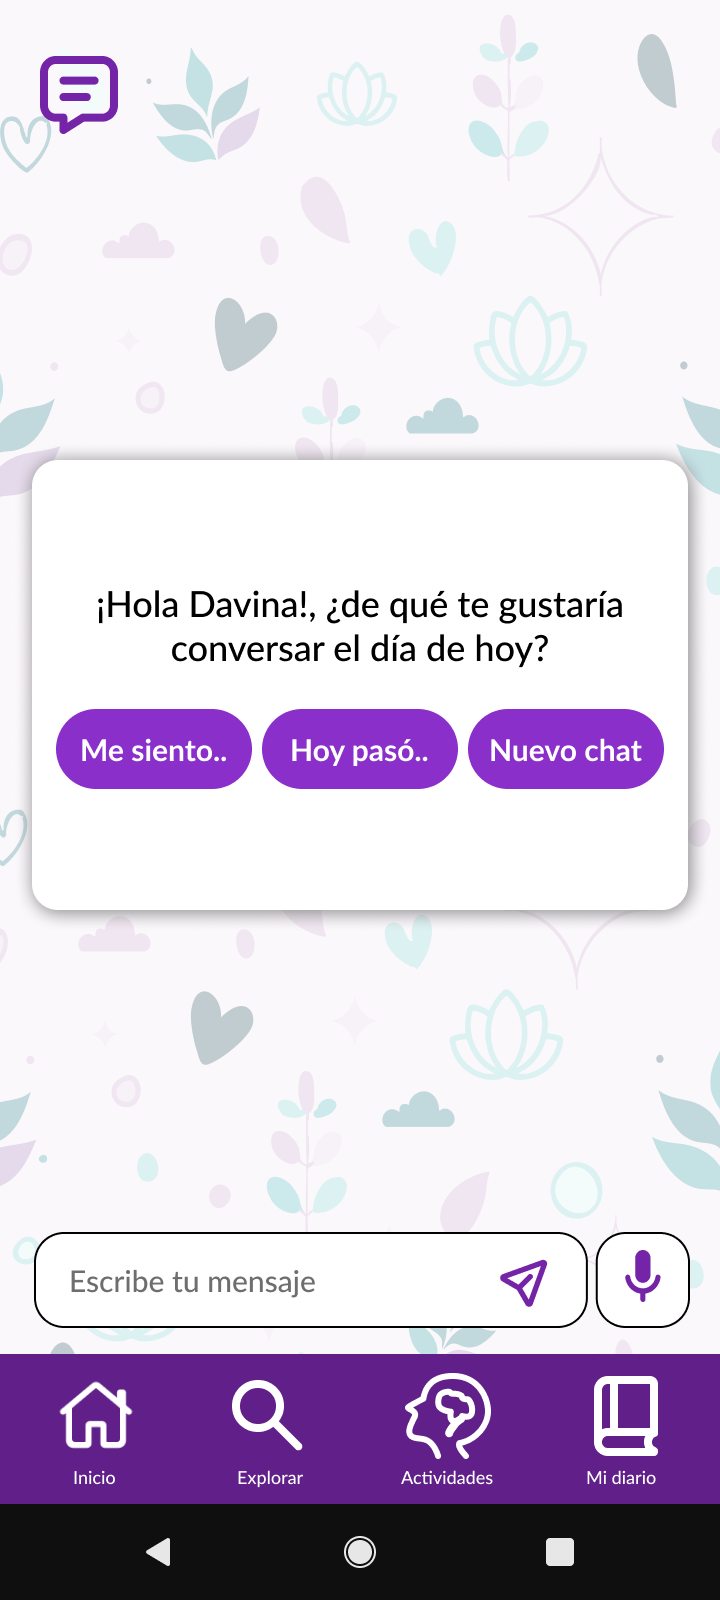 ¡Hola Davina!, ¿de qué te gustaría
conversar el día de hoy?
Me siento.. Hoy pasó.. Nuevo chat
Escribe tu mensaje
Inicio Explorar Actividades Mi diario